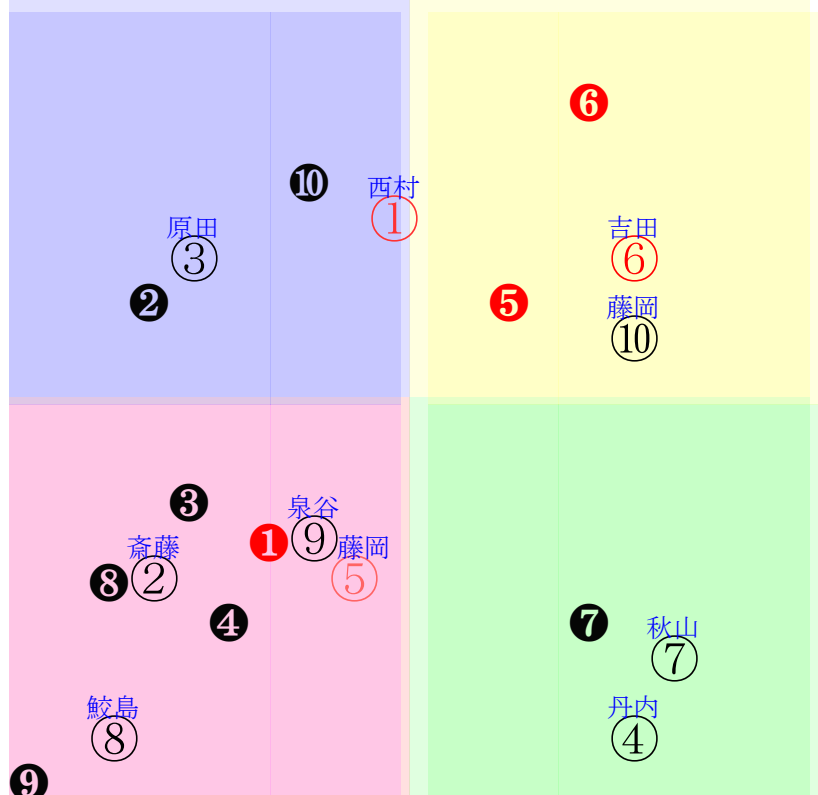 ❻
❿
西村
①
原田
③
吉田
⑥
❷
❺
藤岡
⑩
❸
泉谷
⑨
❶
斎藤
②
藤岡
⑤
❽
❹
❼
秋山
⑦
鮫島
⑧
丹内
④
❾